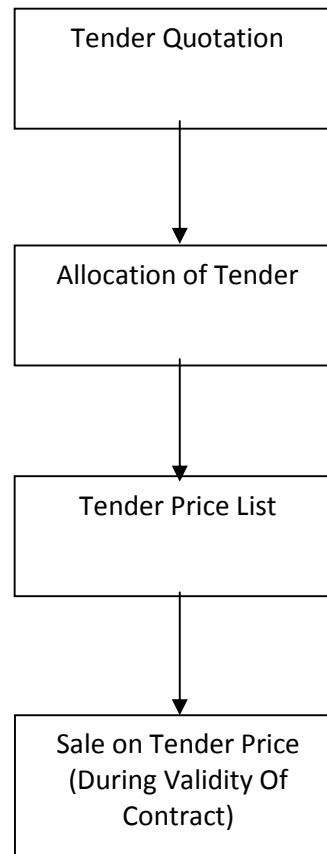 Tender Quotation
Allocation of Tender
Tender Price List
Sale on Tender Price
(During Validity Of
Contract)